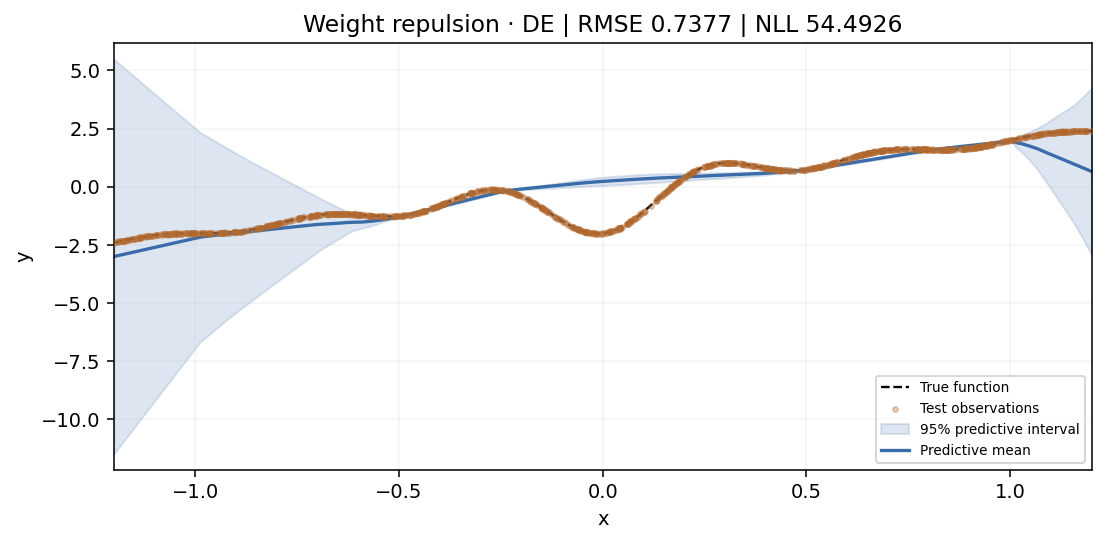 Weight repulsion · DE | RMSE 0.7377 | NLL 54.4926
5.0
2.5
0.0
−2.5
−5.0
−7.5
−10.0
y
−1.0 −0.5 0.0 0.5 1.0
x
True function
Test observations
95% predictive interval
Predictive mean